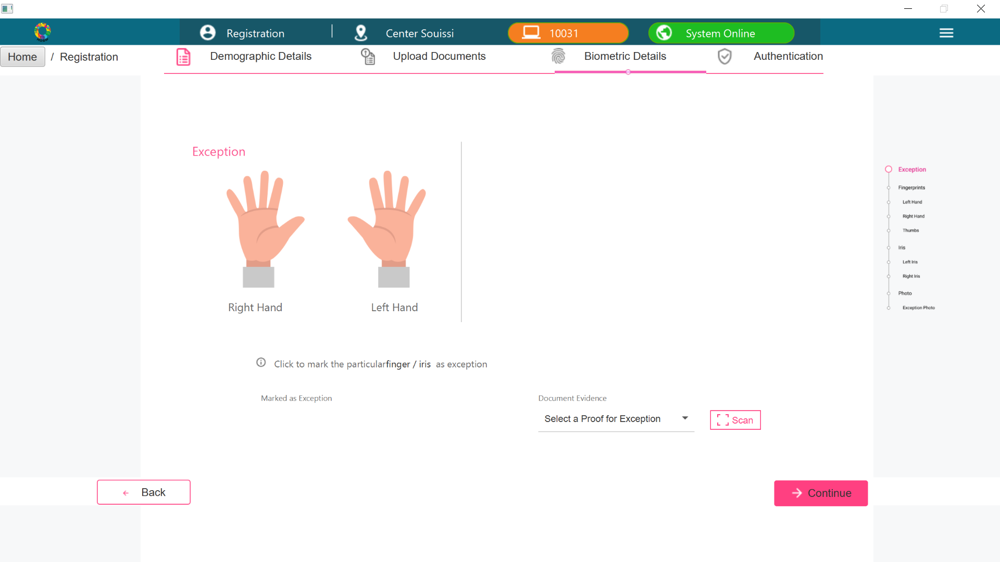 Registration
Center Souissi
10031
System Online
Home / Registration
Demographic Details
Upload Documents
Biometric Details
Authentication
Exception
Right Hand
Left Hand
Exception
Fingerprints
Left Hand
Right Hand
Thumbs
Iris
Left Iris
Right Iris
Photo
Exception Photo
Click to mark the particularfinger / iris as exception
Marked as Exception
Document Evidence
Select a Proof for Exception
Scan
Back
Continue